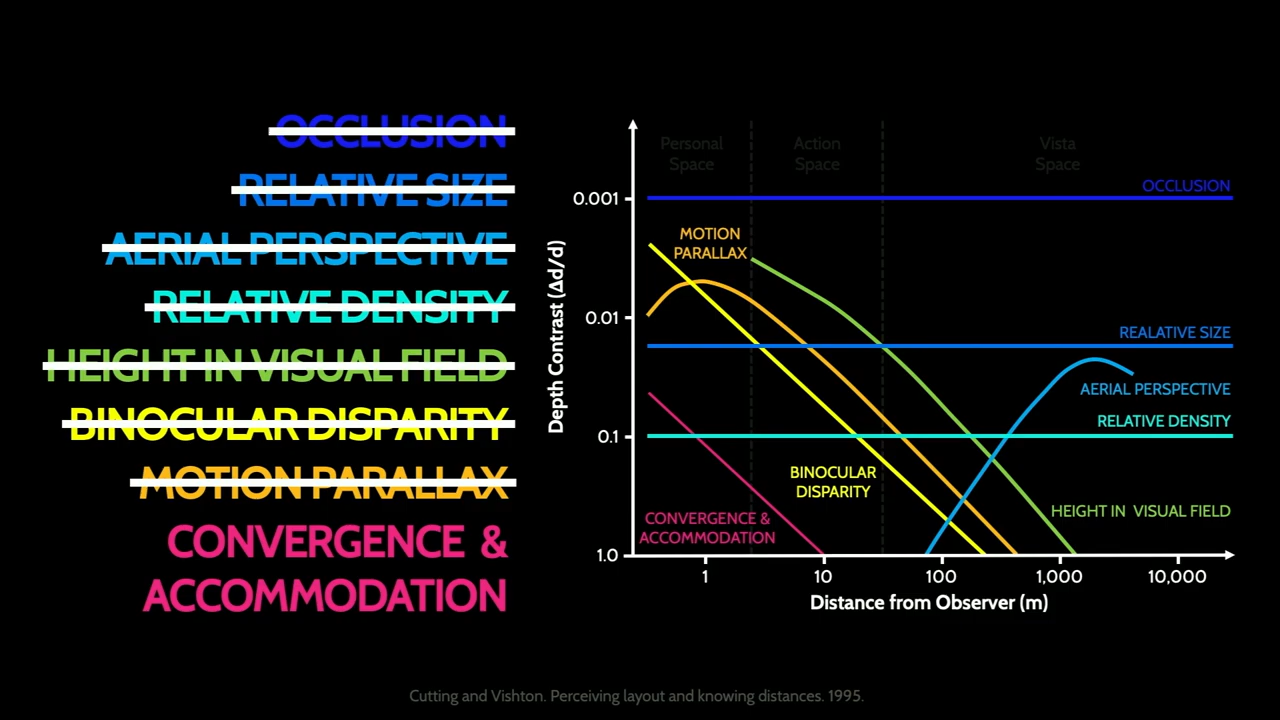 OCCLUSION
RELATIVE SIZE
AERIAL PERSPECTIVE
RELATIVE DENSITY
HEIGHT IN VISUAL FIELD
BINOCULAR DISPARITY
MOTION PARALLAX
CONVERGENCE &
ACCOMMODATION
Personal
Space
Action
Space
Vista
Space
Depth Contrast (Δd/d)
0.001
0.01
0.1
1.0
OCCLUSION
MOTION
PARALLAX
REALATIVE SIZE
AERIAL PERSPECTIVE
RELATIVE DENSITY
BINOCULAR
DISPARITY
HEIGHT IN VISUAL FIELD
CONVERGENCE &
ACCOMMODATION
1
10
100
1,000
10,000
Distance from Observer (m)
Cutting and Vishton. Perceiving layout and knowing distances. 1995.